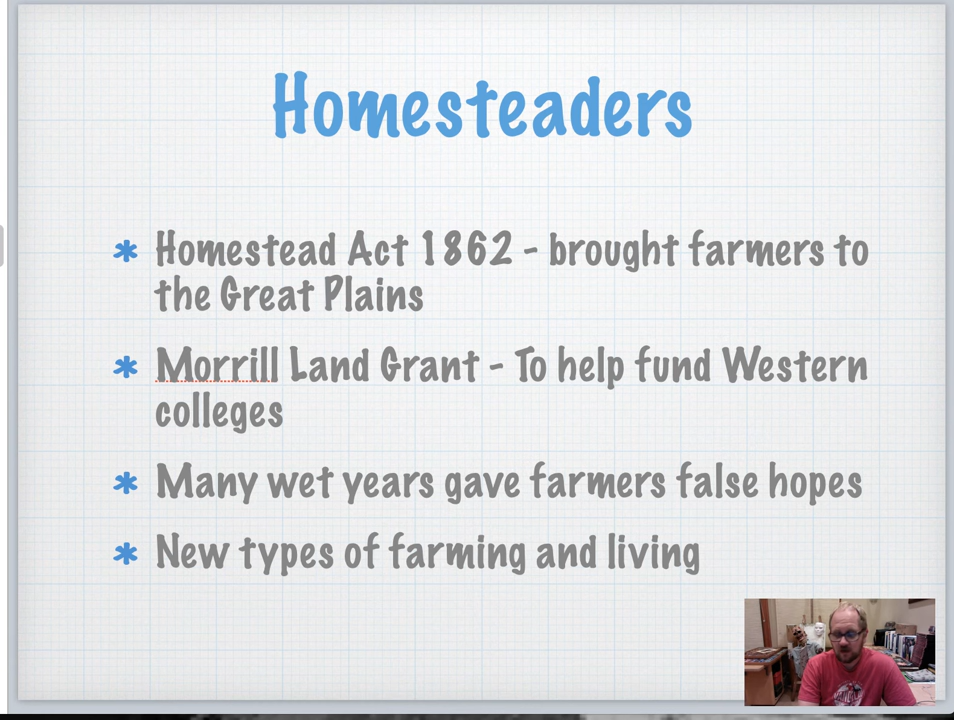 Homesteaders
* Homestead Act 1862 - brought farmers to
the Great Plains
* Morrill Land Grant - To help fund Western
colleges
* Many wet years gave farmers false hopes
* New types of farming and living